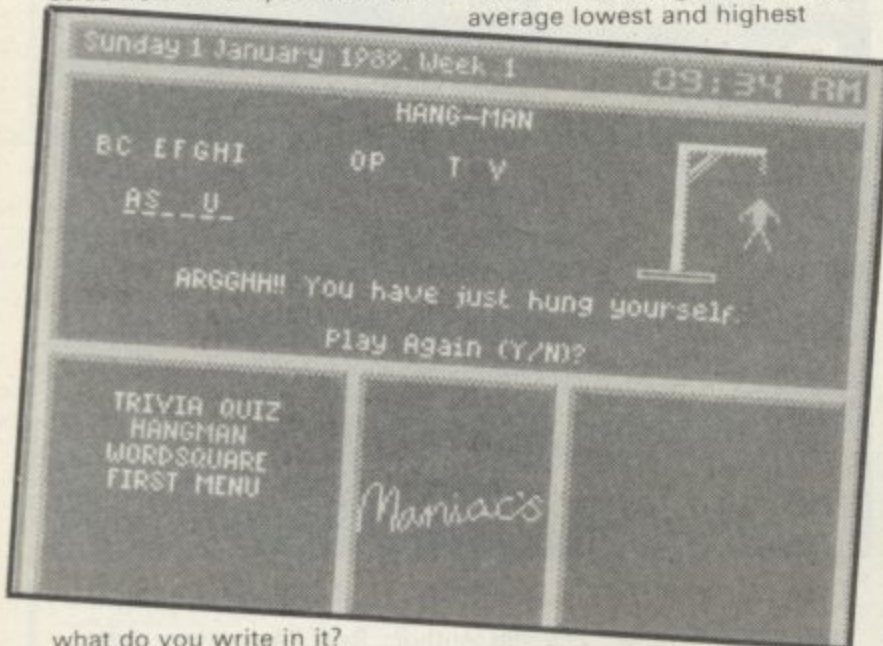 average lowest and highest
Sunday 1 January 1989. Week 1 09:34 AM
HANG-MAN
BC EFGHI OP T V
AS__U_
ARGGHH!! You have just hung yourself.
Play Again (Y/N)?
TRIVIA QUIZ
HANGMAN
WORDSQUARE
FIRST MENU
Maniac's
what do you write in it?